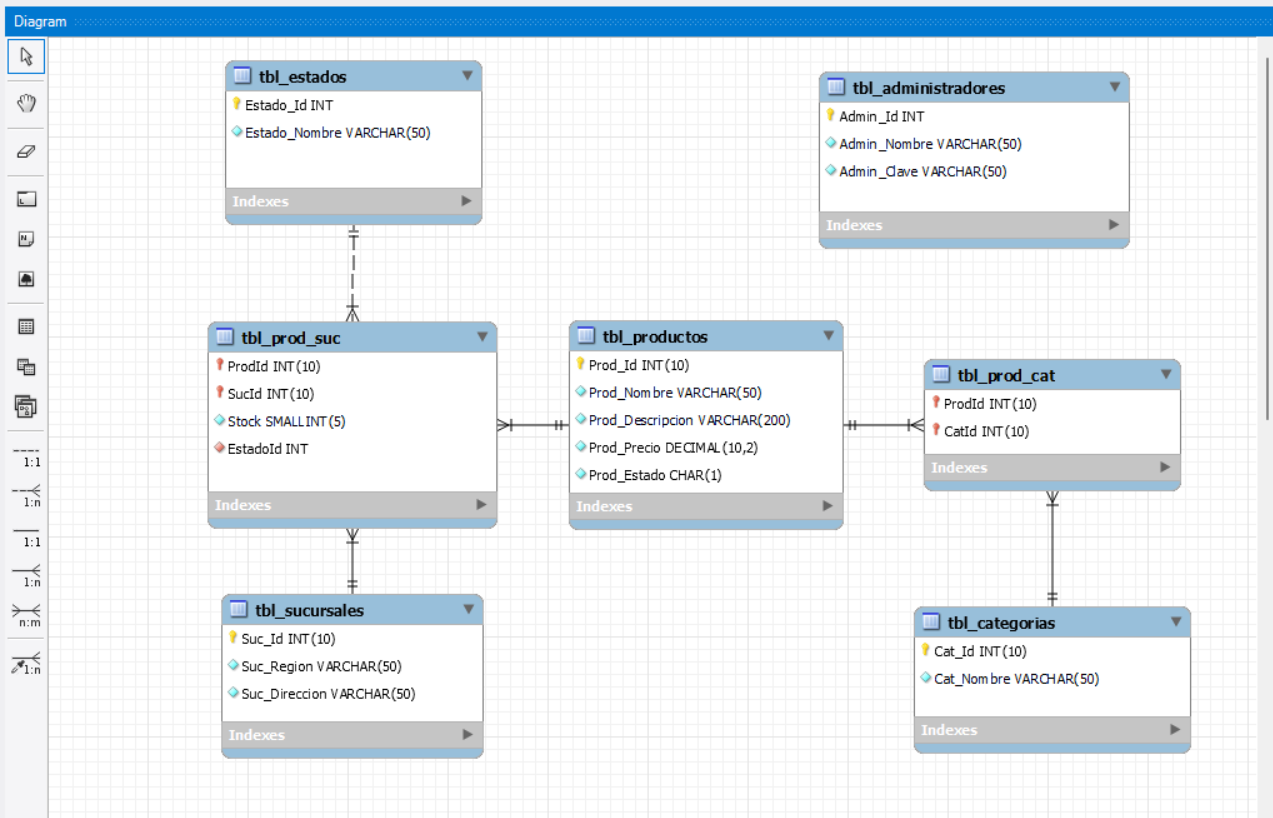 Diagram
tbl_estados
Estado_Id INT
Estado_Nombre VARCHAR(50)
Indexes
tbl_administradores
Admin_Id INT
Admin_Nombre VARCHAR(50)
Admin_Clave VARCHAR(50)
Indexes
tbl_prod_suc
ProdId INT(10)
SucId INT(10)
Stock SMALLINT(5)
EstadoId INT
Indexes
tbl_productos
Prod_Id INT(10)
Prod_Nombre VARCHAR(50)
Prod_Descripcion VARCHAR(200)
Prod_Precio DECIMAL(10,2)
Prod_Estado CHAR(1)
Indexes
tbl_prod_cat
ProdId INT(10)
CatId INT(10)
Indexes
tbl_sucursales
Suc_Id INT(10)
Suc_Region VARCHAR(50)
Suc_Direccion VARCHAR(50)
Indexes
tbl_categorias
Cat_Id INT(10)
Cat_Nombre VARCHAR(50)
Indexes
1:1
1:n
1:1
1:n
n:m
1:n